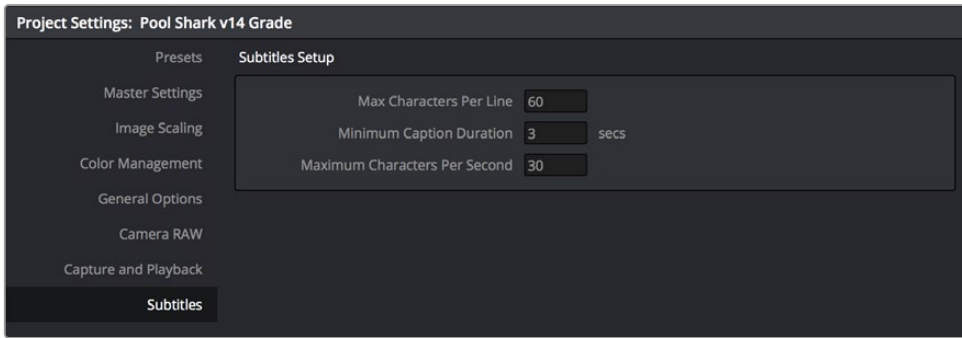 Project Settings: Pool Shark v14 Grade
Presets
Master Settings
Image Scaling
Color Management
General Options
Camera RAW
Capture and Playback
Subtitles
Subtitles Setup
Max Characters Per Line 60
Minimum Caption Duration 3 secs
Maximum Characters Per Second 30